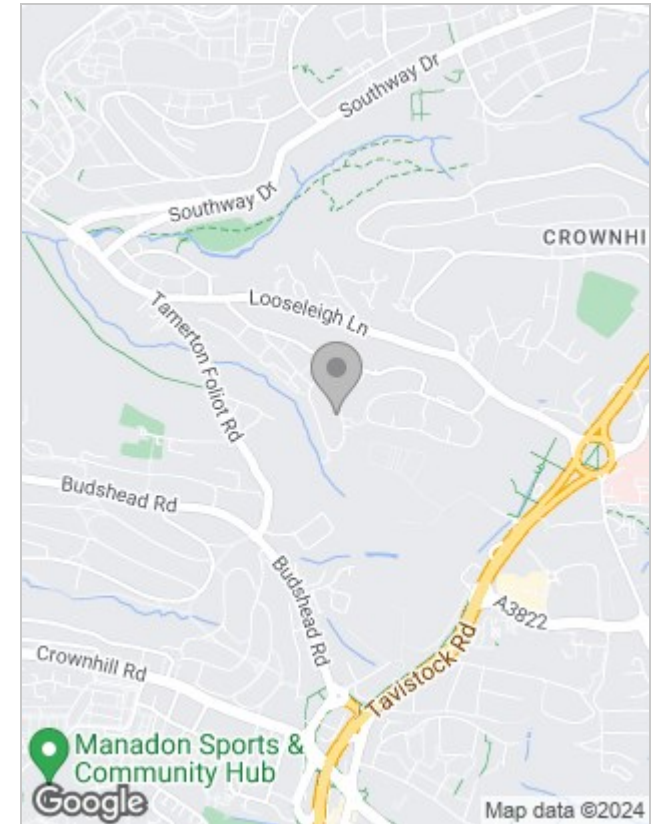 Southway Dr
Southway Dr
CROWNHI
Looseleigh Ln
Tamerton Foliot Rd
Budshead Rd
Budshead Rd
A3822
Crownhill Rd
Tavistock Rd
Manadon Sports &
Community Hub
Google
Map data ©2024